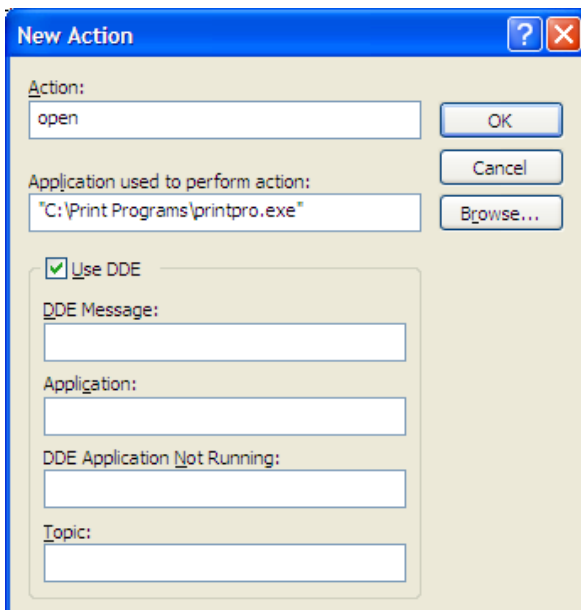 New Action
Action:
open
OK
Cancel
Application used to perform action:
"C:\Print Programs\printpro.exe"
Browse...
Use DDE
DDE Message:
Application:
DDE Application Not Running:
Topic: